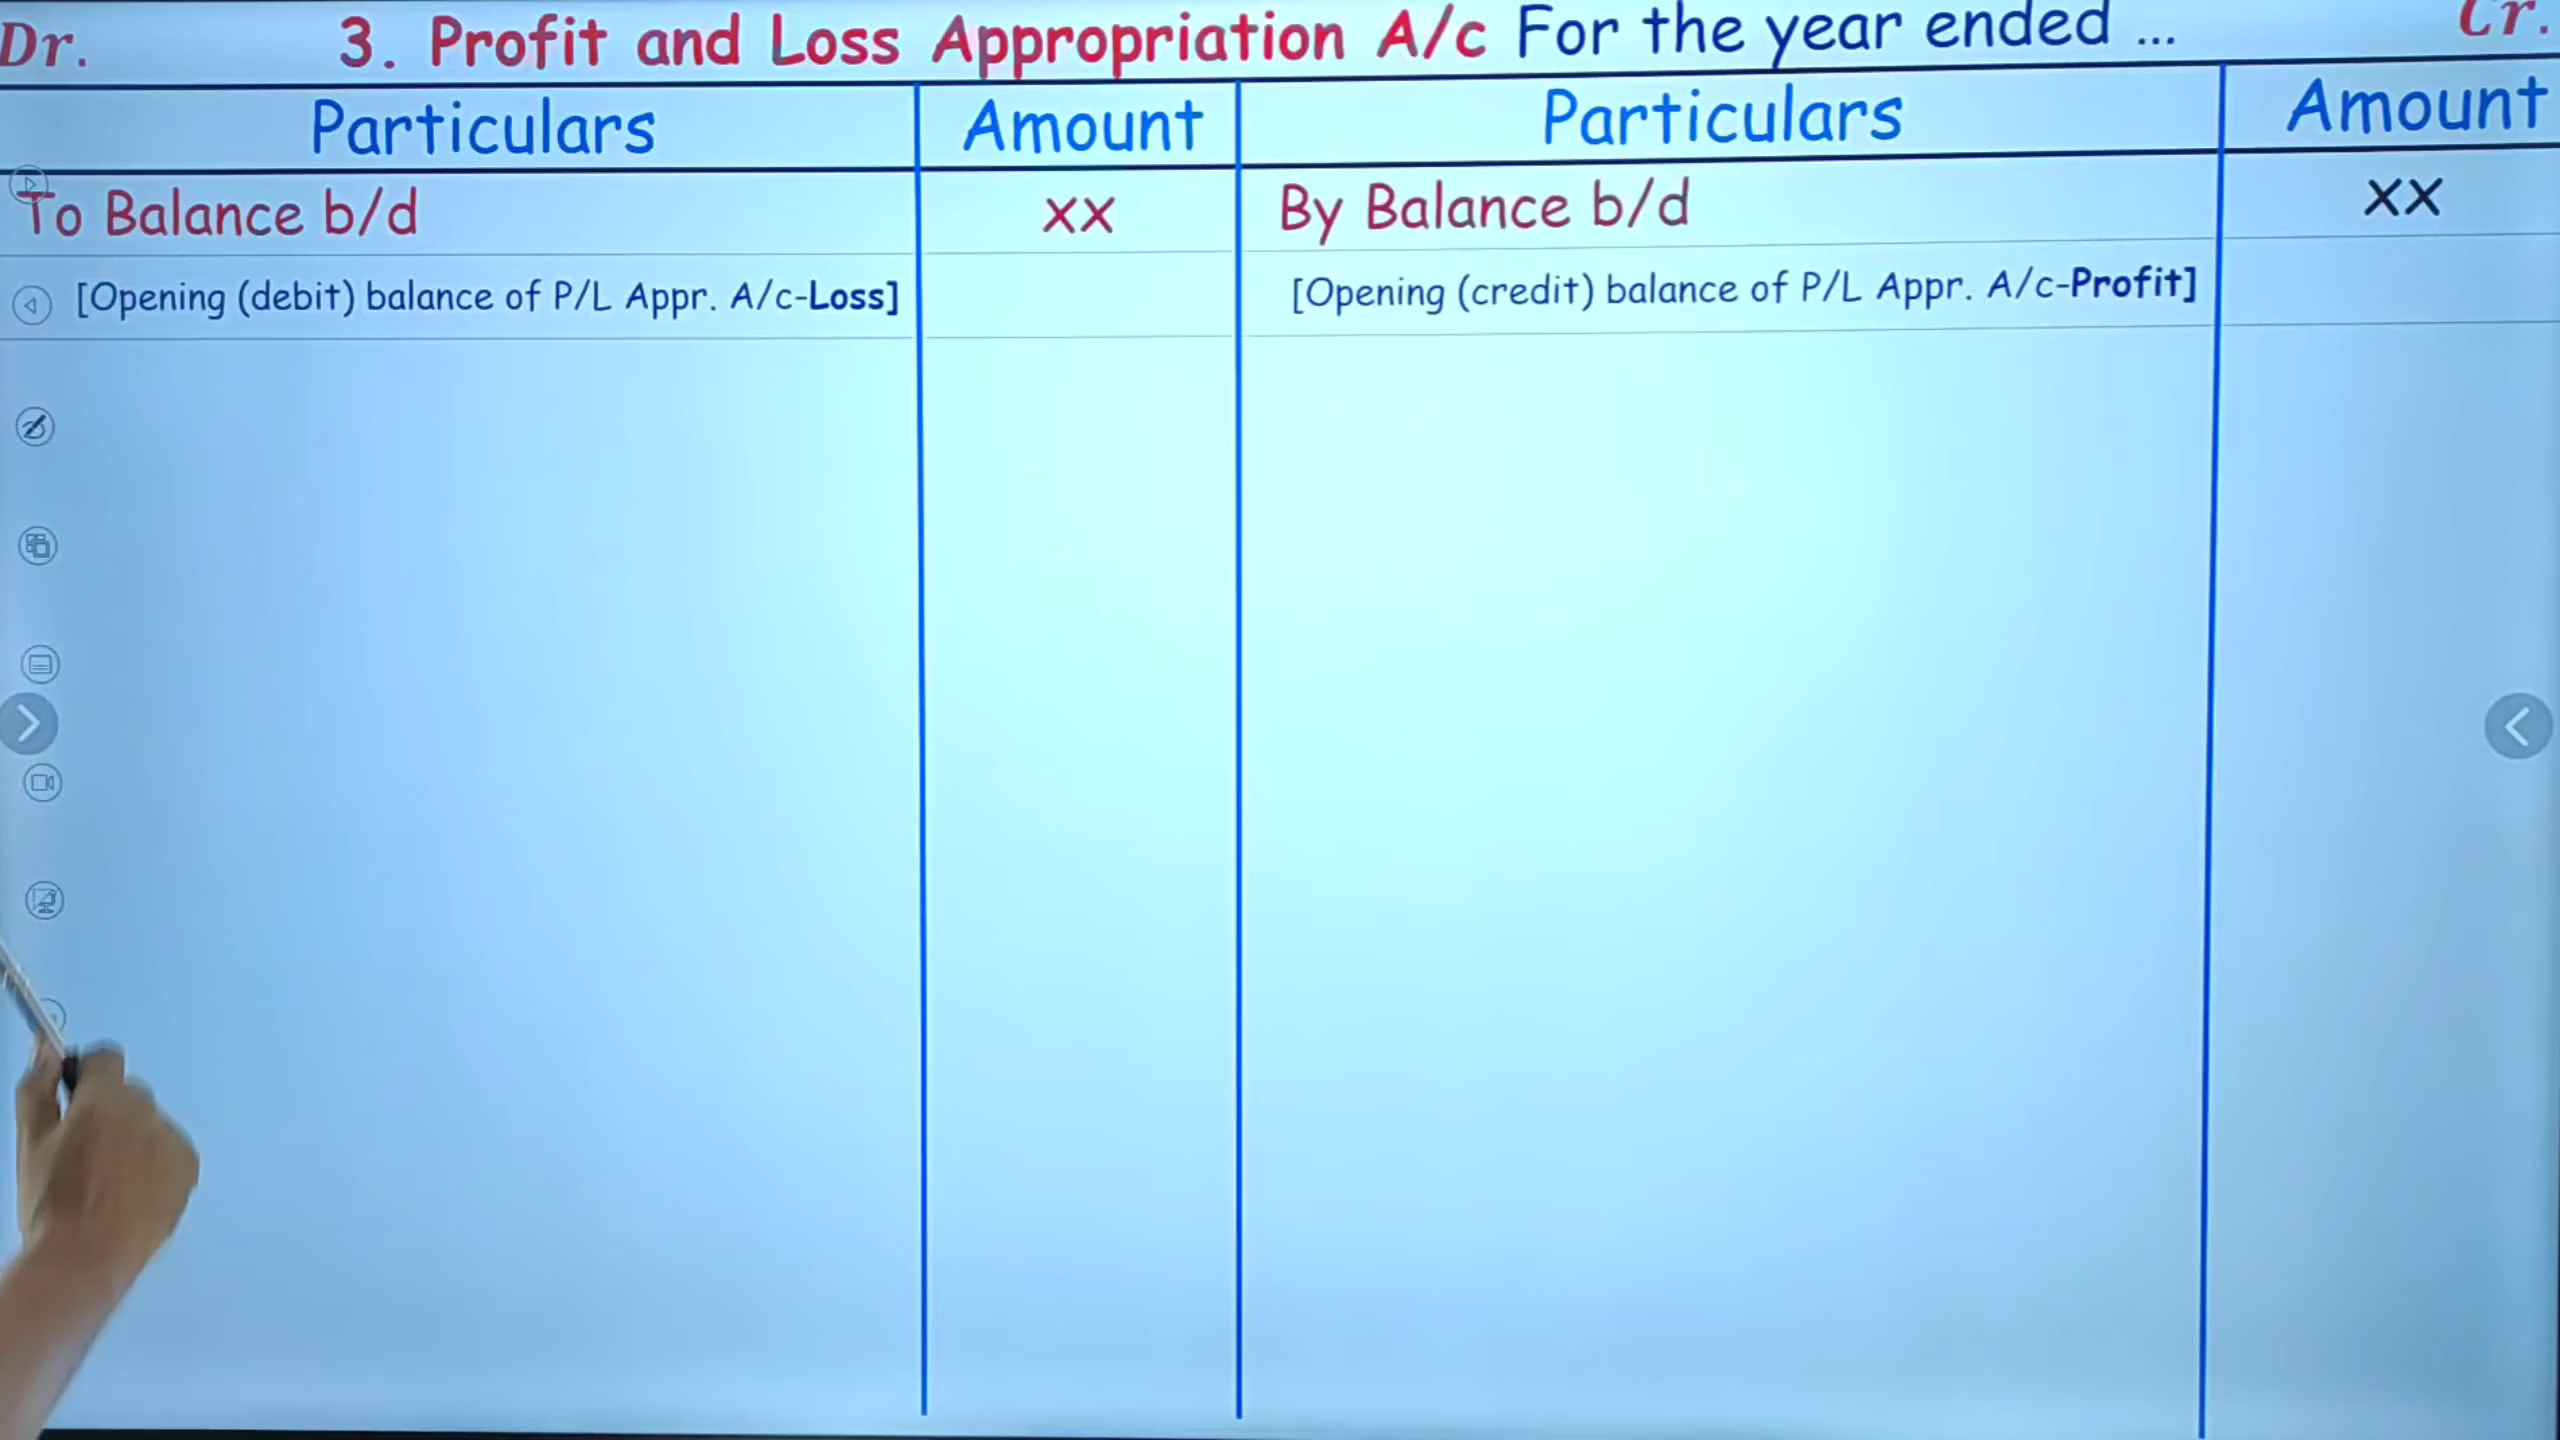 Dr. 3. Profit and Loss Appropriation A/c For the year ended ... Cr.
Particulars Amount Particulars Amount
To Balance b/d xx By Balance b/d xx
[Opening (debit) balance of P/L Appr. A/c-Loss] [Opening (credit) balance of P/L Appr. A/c-Profit]